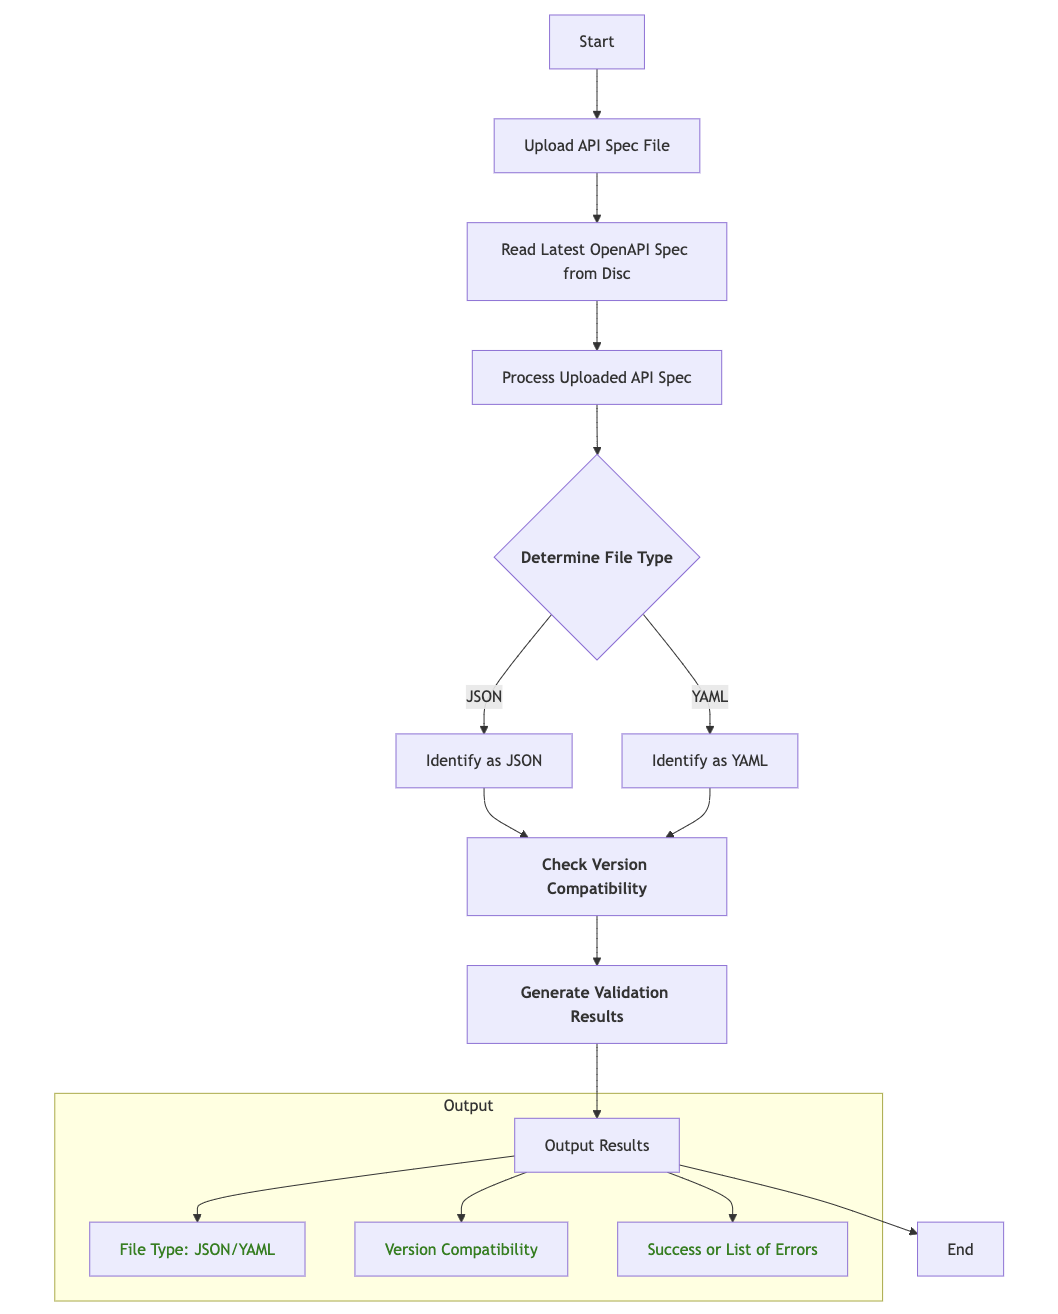 Start
Upload API Spec File
Read Latest OpenAPI Spec
from Disc
Process Uploaded API Spec
Determine File Type
JSON
YAML
Identify as JSON
Identify as YAML
Check Version
Compatibility
Generate Validation
Results
Output
Output Results
File Type: JSON/YAML
Version Compatibility
Success or List of Errors
End